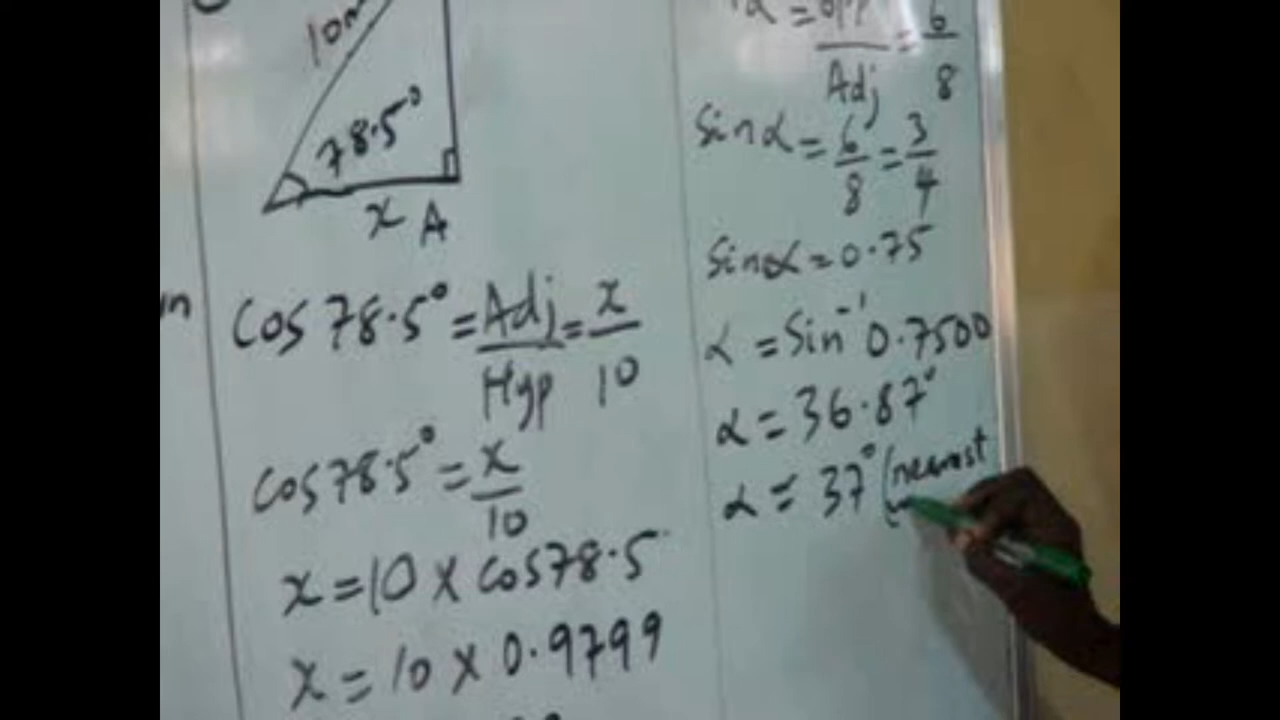 10m
78.5°
x A
in
Cos 78.5° = Adj/Hyp = x/10
Cos 78.5° = x/10
x = 10 × Cos 78.5
x = 10 × 0.9799
α = Opp/Adj = 6/8
Sin α = 6/8 = 3/4
Sin α = 0.75
α = Sin⁻¹ 0.7500
α = 36.87°
α = 37° (nearest